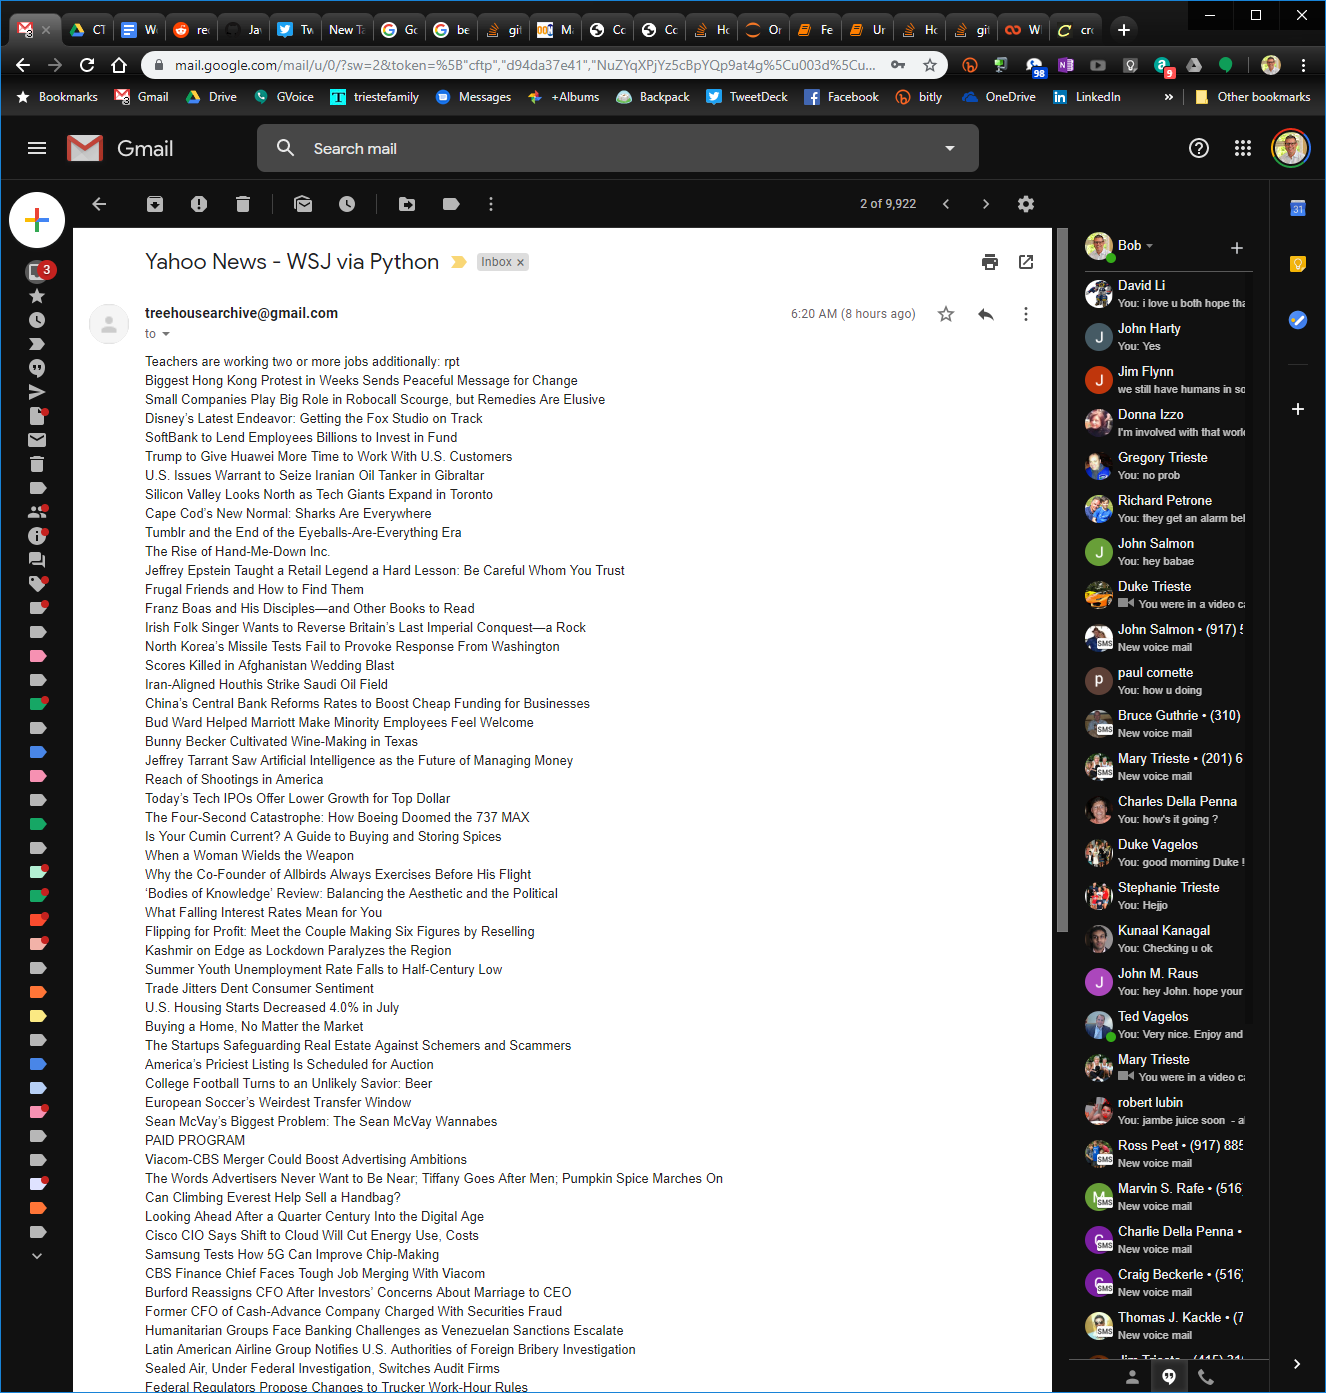 CT
W
re
Ja
Tw
New Ta
Go
be
git
Ma
Co
Co
Ho
Or
Fe
Ur
Ho
git
W
cr
mail.google.com/mail/u/0/?sw=2&token=%5B"cftp","d94da37e41","NuZYqXPjYz5cBpYQp9at4g%5Cu003d%5Cu...
98
9
Bookmarks
Gmail
Drive
GVoice
triestefamily
Messages
+Albums
Backpack
TweetDeck
Facebook
bitly
OneDrive
LinkedIn
»
Other bookmarks
Gmail
Search mail
2 of 9,922
3
31
Yahoo News - WSJ via Python
Inbox ×
treehousearchive@gmail.com
6:20 AM (8 hours ago)
to
Teachers are working two or more jobs additionally: rpt
Biggest Hong Kong Protest in Weeks Sends Peaceful Message for Change
Small Companies Play Big Role in Robocall Scourge, but Remedies Are Elusive
Disney’s Latest Endeavor: Getting the Fox Studio on Track
SoftBank to Lend Employees Billions to Invest in Fund
Trump to Give Huawei More Time to Work With U.S. Customers
U.S. Issues Warrant to Seize Iranian Oil Tanker in Gibraltar
Silicon Valley Looks North as Tech Giants Expand in Toronto
Cape Cod’s New Normal: Sharks Are Everywhere
Tumblr and the End of the Eyeballs-Are-Everything Era
The Rise of Hand-Me-Down Inc.
Jeffrey Epstein Taught a Retail Legend a Hard Lesson: Be Careful Whom You Trust
Frugal Friends and How to Find Them
Franz Boas and His Disciples—and Other Books to Read
Irish Folk Singer Wants to Reverse Britain’s Last Imperial Conquest—a Rock
North Korea’s Missile Tests Fail to Provoke Response From Washington
Scores Killed in Afghanistan Wedding Blast
Iran-Aligned Houthis Strike Saudi Oil Field
China’s Central Bank Reforms Rates to Boost Cheap Funding for Businesses
Bud Ward Helped Marriott Make Minority Employees Feel Welcome
Bunny Becker Cultivated Wine-Making in Texas
Jeffrey Tarrant Saw Artificial Intelligence as the Future of Managing Money
Reach of Shootings in America
Today’s Tech IPOs Offer Lower Growth for Top Dollar
The Four-Second Catastrophe: How Boeing Doomed the 737 MAX
Is Your Cumin Current? A Guide to Buying and Storing Spices
When a Woman Wields the Weapon
Why the Co-Founder of Allbirds Always Exercises Before His Flight
‘Bodies of Knowledge’ Review: Balancing the Aesthetic and the Political
What Falling Interest Rates Mean for You
Flipping for Profit: Meet the Couple Making Six Figures by Reselling
Kashmir on Edge as Lockdown Paralyzes the Region
Summer Youth Unemployment Rate Falls to Half-Century Low
Trade Jitters Dent Consumer Sentiment
U.S. Housing Starts Decreased 4.0% in July
Buying a Home, No Matter the Market
The Startups Safeguarding Real Estate Against Schemers and Scammers
America’s Priciest Listing Is Scheduled for Auction
College Football Turns to an Unlikely Savior: Beer
European Soccer’s Weirdest Transfer Window
Sean McVay’s Biggest Problem: The Sean McVay Wannabes
PAID PROGRAM
Viacom-CBS Merger Could Boost Advertising Ambitions
The Words Advertisers Never Want to Be Near; Tiffany Goes After Men; Pumpkin Spice Marches On
Can Climbing Everest Help Sell a Handbag?
Looking Ahead After a Quarter Century Into the Digital Age
Cisco CIO Says Shift to Cloud Will Cut Energy Use, Costs
Samsung Tests How 5G Can Improve Chip-Making
CBS Finance Chief Faces Tough Job Merging With Viacom
Burford Reassigns CFO After Investors’ Concerns About Marriage to CEO
Former CFO of Cash-Advance Company Charged With Securities Fraud
Humanitarian Groups Face Banking Challenges as Venezuelan Sanctions Escalate
Latin American Airline Group Notifies U.S. Authorities of Foreign Bribery Investigation
Sealed Air, Under Federal Investigation, Switches Audit Firms
Federal Regulators Propose Changes to Trucker Work-Hour Rules
Bob
David Li
You: i love u both hope tha
John Harty
You: Yes
Jim Flynn
we still have humans in so
Donna Izzo
I'm involved with that work
Gregory Trieste
You: no prob
Richard Petrone
You: they get an alarm bel
John Salmon
You: hey babae
Duke Trieste
You were in a video ca
John Salmon • (917) 5
New voice mail
paul cornette
You: how u doing
Bruce Guthrie • (310)
New voice mail
Mary Trieste • (201) 6
New voice mail
Charles Della Penna
You: how's it going ?
Duke Vagelos
You: good morning Duke !
Stephanie Trieste
You: Hejjo
Kunaal Kanagal
You: Checking u ok
John M. Raus
You: hey John. hope your
Ted Vagelos
You: Very nice. Enjoy and
Mary Trieste
You were in a video ca
robert lubin
You: jambe juice soon - a
Ross Peet • (917) 885
New voice mail
Marvin S. Rafe • (516)
New voice mail
Charlie Della Penna •
New voice mail
Craig Beckerle • (516)
New voice mail
Thomas J. Kackle • (7
New voice mail
Jim Trieste • (415) 31